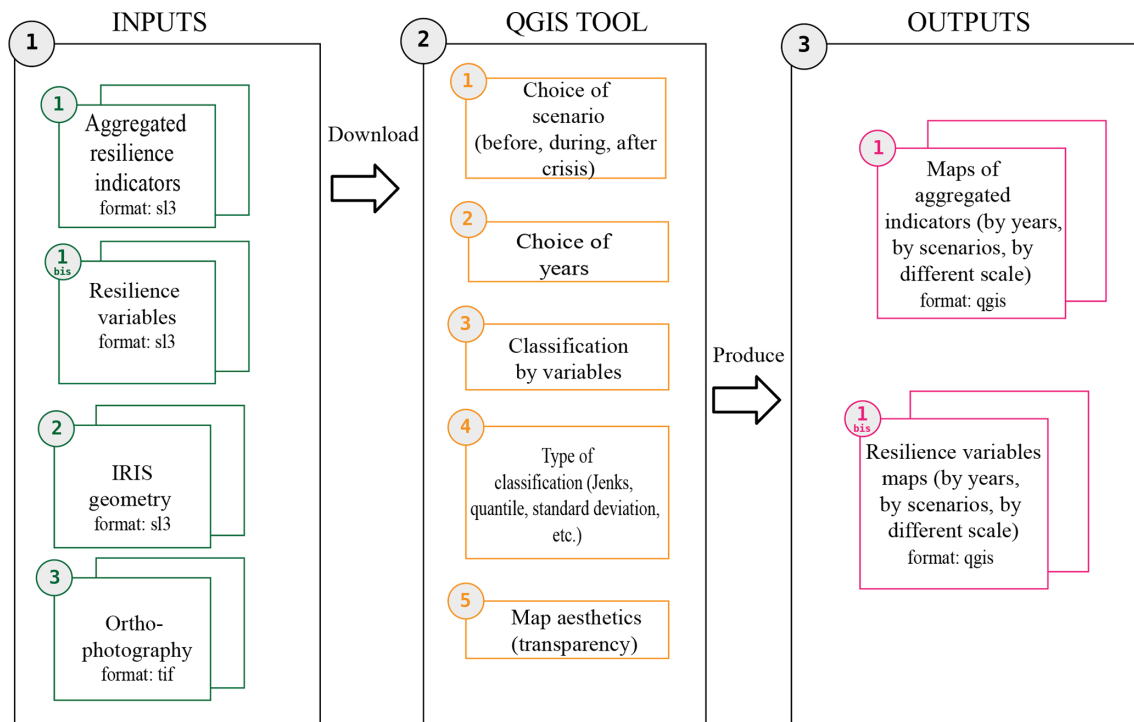 INPUTS
1
1
Aggregated
resilience
indicators
format: sl3
1
bis
Resilience
variables
format: sl3
2
IRIS
geometry
format: sl3
3
Ortho-
photography
format: tif
Download
QGIS TOOL
2
1
Choice of
scenario
(before, during, after
crisis)
2
Choice of
years
3
Classification
by variables
4
Type of
classification (Jenks,
quantile, standard deviation,
etc.)
5
Map aesthetics
(transparency)
Produce
OUTPUTS
3
1
Maps of
aggregated
indicators (by years,
by scenarios, by
different scale)
format: qgis
1
bis
Resilience variables
maps (by years,
by scenarios, by
different scale)
format: qgis